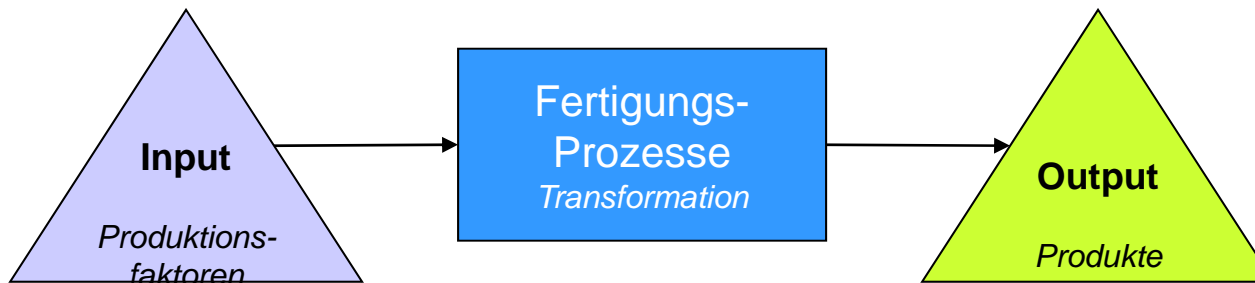 Input
Produktions-
faktoren
Fertigungs-
Prozesse
Transformation
Output
Produkte